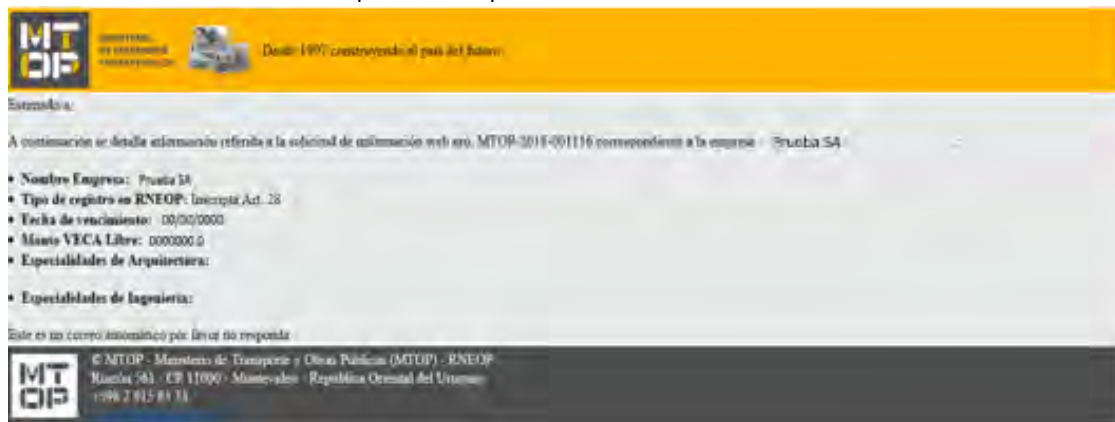 MT
OP
Desde 1907 construyendo el país del futuro
Estimado/a:
A continuación se detalla información referida a la solicitud de información web nro. MTOP-2018-001116 correspondiente a la empresa Prueba SA
• Nombre Empresa: Prueba SA
• Tipo de registro en RNEOP: Inscripta Art. 28
• Fecha de vencimiento: 00/00/0000
• Monto VECA Libre: 0000000.0
• Especialidades de Arquitectura:
• Especialidades de Ingeniería:
Este es un correo automático por favor no responda
MT
OP
© MTOP - Ministerio de Transporte y Obras Públicas (MTOP) - RNEOP
Rincón 561 - CP 11000 - Montevideo - República Oriental del Uruguay
+598 2 915 83 33